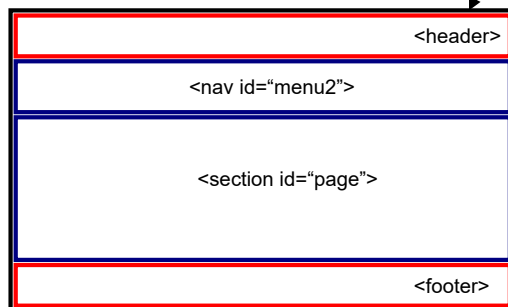 <header>
<nav id=“menu2”>
<section id=“page”>
<footer>